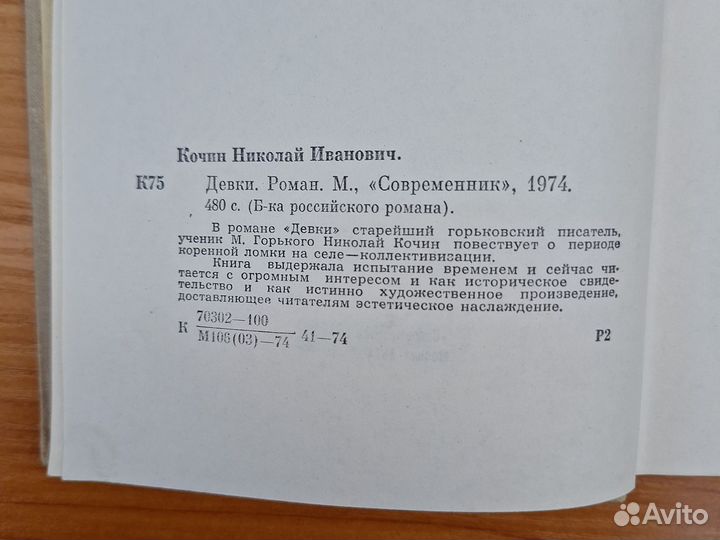 Кочин Николай Иванович.
К75 Девки. Роман. М., «Современник», 1974.
480 с. (Б-ка российского романа).
В романе «Девки» старейший горьковский писатель,
ученик М. Горького Николай Кочин повествует о периоде
коренной ломки на селе—коллективизации.
Книга выдержала испытание временем и сейчас чи-
тается с огромным интересом и как историческое свиде-
тельство и как истинно художественное произведение,
доставляющее читателям эстетическое наслаждение.
70302—100
К М106(03)—74 41—74 Р2
Avito